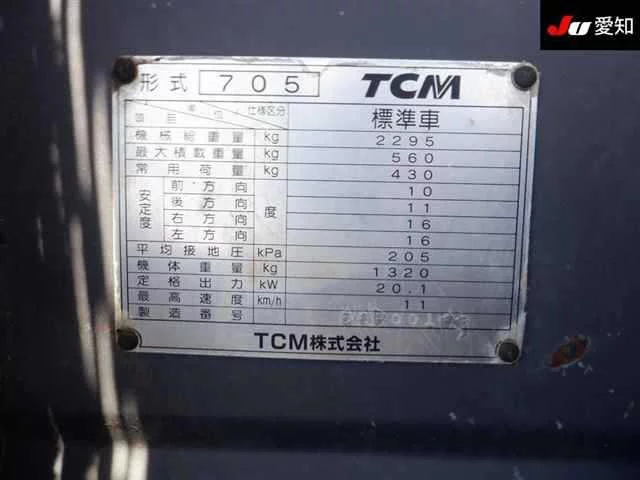 JU 愛知
形式 705 TCM
項目 単位 仕様区分 標準車
機械総重量 kg 2295
最大積載重量 kg 560
常用荷重 kg 430
安定度 前方向 度 10
後方向 11
右方向 16
左方向 16
平均接地圧 kPa 205
機体重量 kg 1320
定格出力 kW 20.1
最高速度 km/h 11
製造番号
TCM株式会社